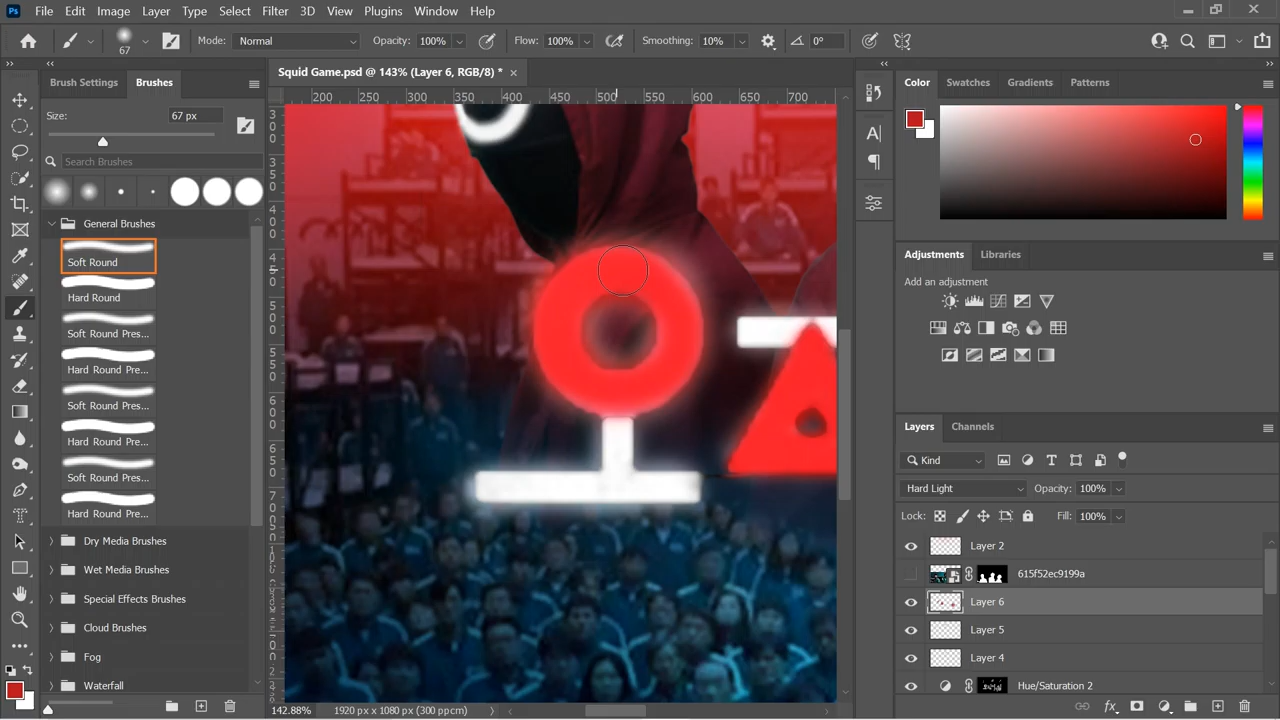 Ps File Edit Image Layer Type Select Filter 3D View Plugins Window Help
67 Mode: Normal Opacity: 100% Flow: 100% Smoothing: 10% 0°
Brush Settings Brushes
Size: 67 px
Search Brushes
General Brushes
Soft Round
Hard Round
Soft Round Pres...
Hard Round Pre...
Soft Round Pres...
Hard Round Pre...
Soft Round Pres...
Hard Round Pre...
Dry Media Brushes
Wet Media Brushes
Special Effects Brushes
Cloud Brushes
Fog
Waterfall
Squid Game.psd @ 143% (Layer 6, RGB/8) *
200 250 300 350 400 450 500 550 600 650 700
142.88% 1920 px x 1080 px (300 ppcm)
Color Swatches Gradients Patterns
Adjustments Libraries
Add an adjustment
Layers Channels
Kind
Hard Light Opacity: 100%
Lock: Fill: 100%
Layer 2
615f52ec9199a
Layer 6
Layer 5
Layer 4
Hue/Saturation 2